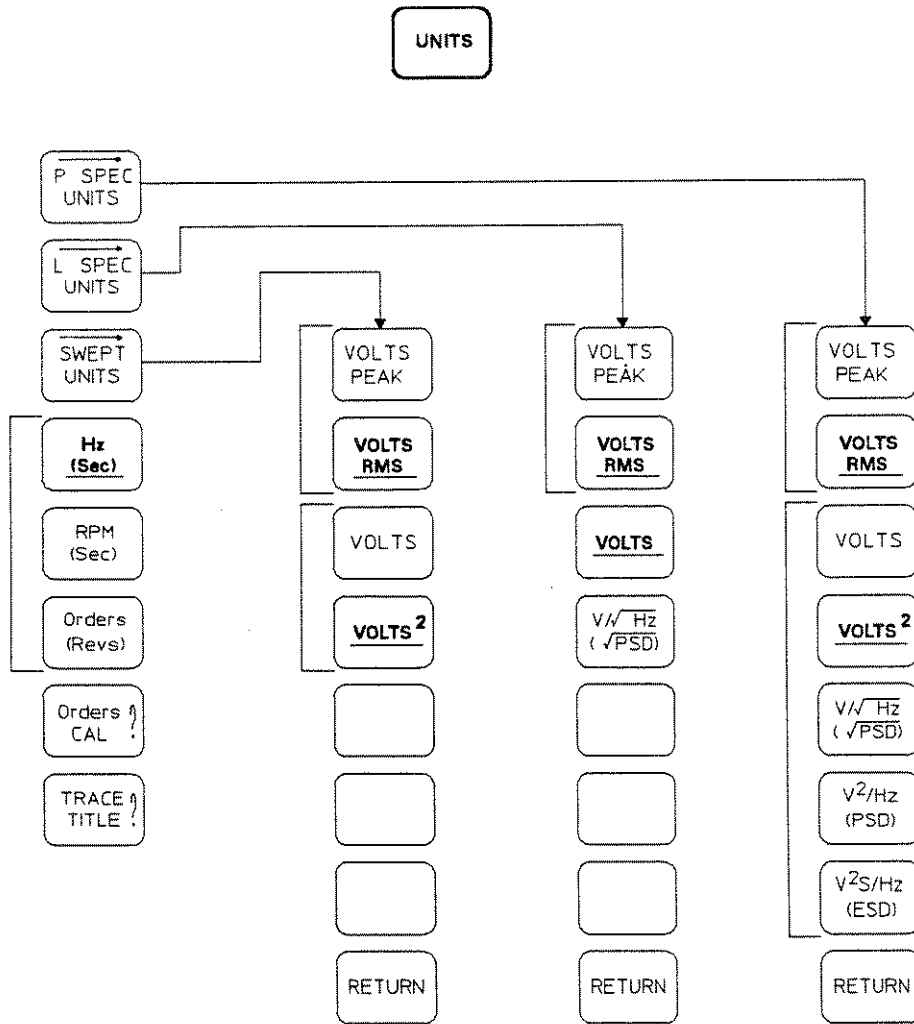 UNITS
P SPEC
UNITS
L SPEC
UNITS
SWEPT
UNITS
Hz
(Sec)
RPM
(Sec)
Orders
(Revs)
Orders ?
CAL
TRACE ?
TITLE
VOLTS
PEAK
VOLTS
RMS
VOLTS
VOLTS²
RETURN
VOLTS
PEAK
VOLTS
RMS
VOLTS
V/√Hz
(√PSD)
RETURN
VOLTS
PEAK
VOLTS
RMS
VOLTS
VOLTS²
V/√Hz
(√PSD)
V²/Hz
(PSD)
V²S/Hz
(ESD)
RETURN